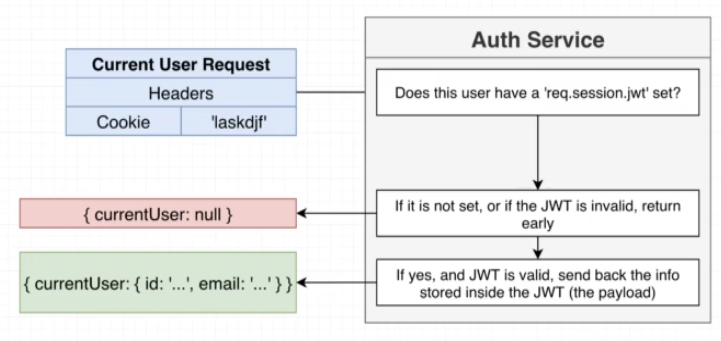 Auth Service
Current User Request
Headers
Cookie
'laskdjf'
Does this user have a 'req.session.jwt' set?
{ currentUser: null }
If it is not set, or if the JWT is invalid, return
early
{ currentUser: { id: '...', email: '...' } }
If yes, and JWT is valid, send back the info
stored inside the JWT (the payload)